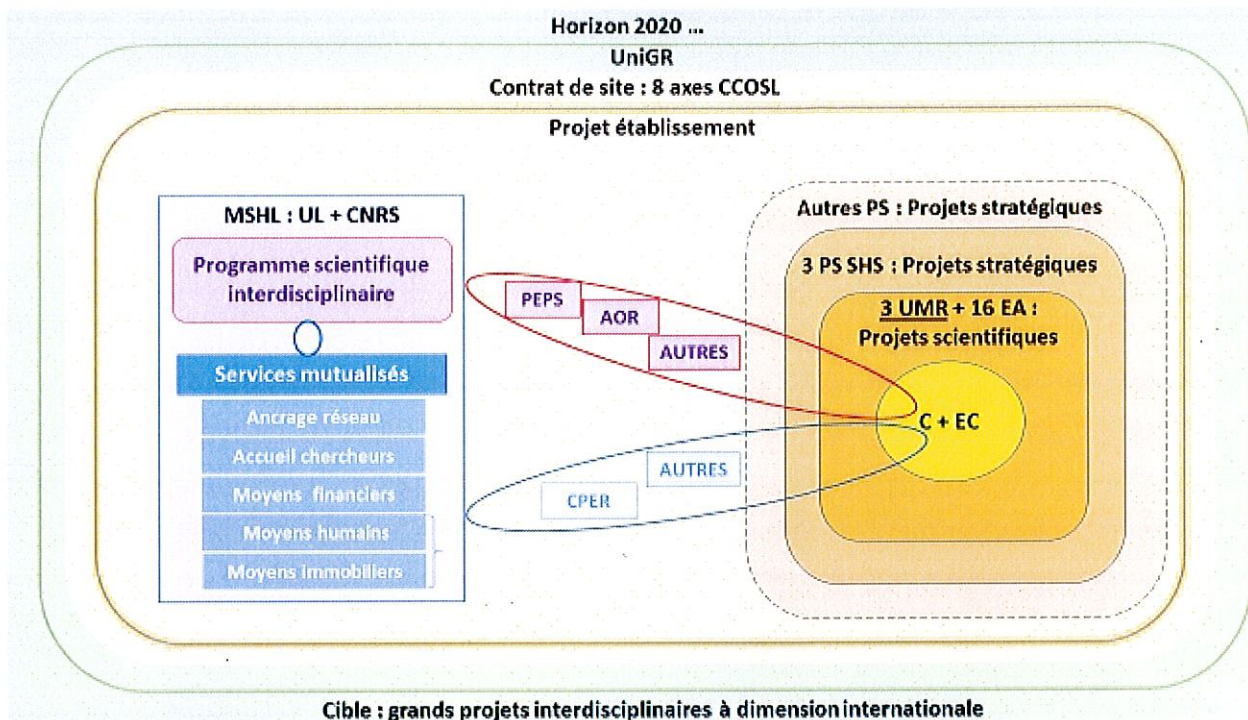 Horizon 2020 ...
UniGR
Contrat de site : 8 axes CCOSL
Projet établissement
MSHL : UL + CNRS
Programme scientifique
interdisciplinaire
Services mutualisés
Ancrage réseau
Accueil chercheurs
Moyens financiers
Moyens humains
Moyens immobiliers
PEPS
AOR
AUTRES
AUTRES
CPER
Autres PS : Projets stratégiques
3 PS SHS : Projets stratégiques
3 UMR + 16 EA :
Projets scientifiques
C + EC
Cible : grands projets interdisciplinaires à dimension internationale